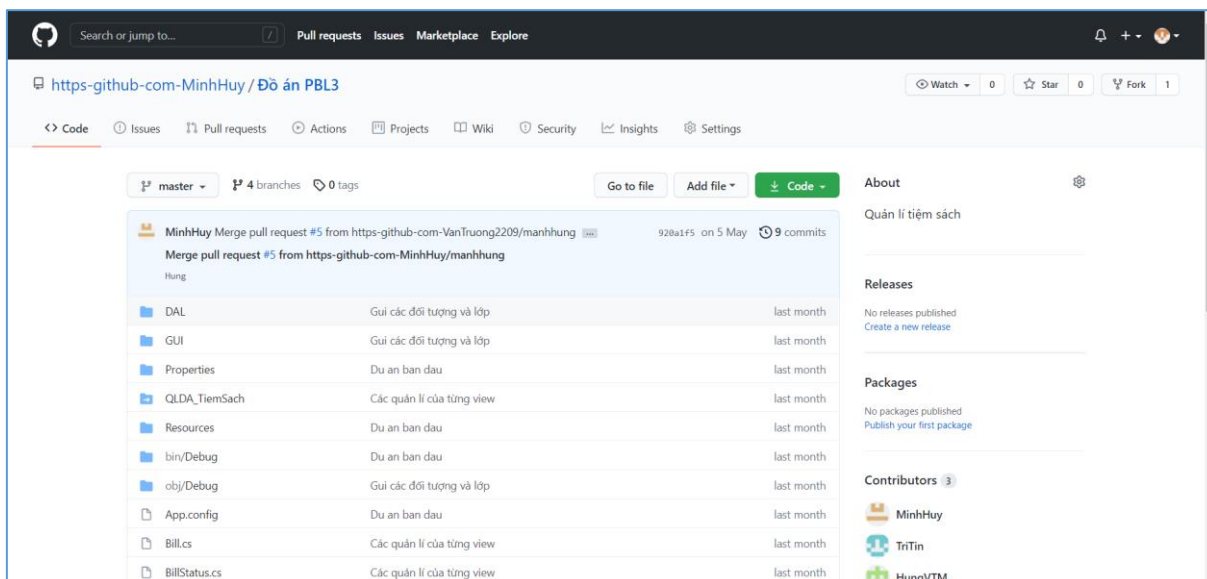 Search or jump to... / Pull requests Issues Marketplace Explore
https-github-com-MinhHuy / Đồ án PBL3
Watch 0 Star 0 Fork 1
Code Issues Pull requests Actions Projects Wiki Security Insights Settings
master 4 branches 0 tags Go to file Add file Code
MinhHuy Merge pull request #5 from https-github-com-VanTruong2209/manhhung ... 920a1f5 on 5 May 9 commits
Merge pull request #5 from https-github-com-MinhHuy/manhhung
Hung
DAL Gui các đối tượng và lớp last month
GUI Gui các đối tượng và lớp last month
Properties Du an ban dau last month
QLDA_TiemSach Các quản lí của từng view last month
Resources Du an ban dau last month
bin/Debug Du an ban dau last month
obj/Debug Gui các đối tượng và lớp last month
App.config Du an ban dau last month
Bill.cs Các quản lí của từng view last month
BillStatus.cs Các quản lí của từng view last month
About
Quản lí tiệm sách
Releases
No releases published
Create a new release
Packages
No packages published
Publish your first package
Contributors 3
MinhHuy
TriTin
HungVTM